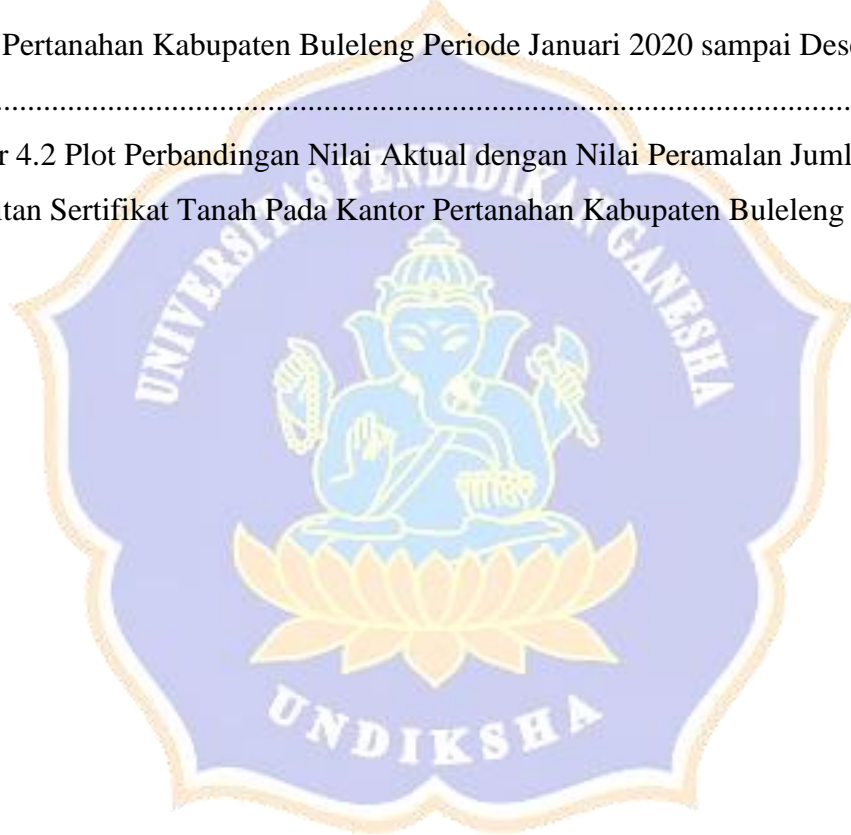 Pertanahan Kabupaten Buleleng Periode Januari 2020 sampai Des
................................................................................................
4.2 Plot Perbandingan Nilai Aktual dengan Nilai Peramalan Juml
tan Sertifikat Tanah Pada Kantor Pertanahan Kabupaten Buleleng
UNIVERSITAS PENDIDIKAN GANESHA
UNDIKSHA